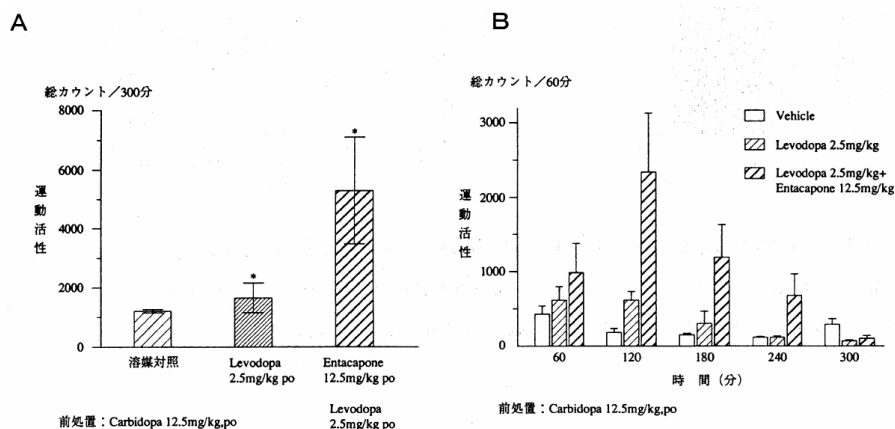 A
総カウント／300分
8000
6000
4000
2000
0
運動活性
*
*
溶媒対照
Levodopa
2.5mg/kg po
Entacapone
12.5mg/kg po
Levodopa
2.5mg/kg po
前処置：Carbidopa 12.5mg/kg,po
B
総カウント／60分
3000
2000
1000
0
運動活性
Vehicle
Levodopa 2.5mg/kg
Levodopa 2.5mg/kg+
Entacapone 12.5mg/kg
60
120
180
240
300
時 間（分）
前処置：Carbidopa 12.5mg/kg,po